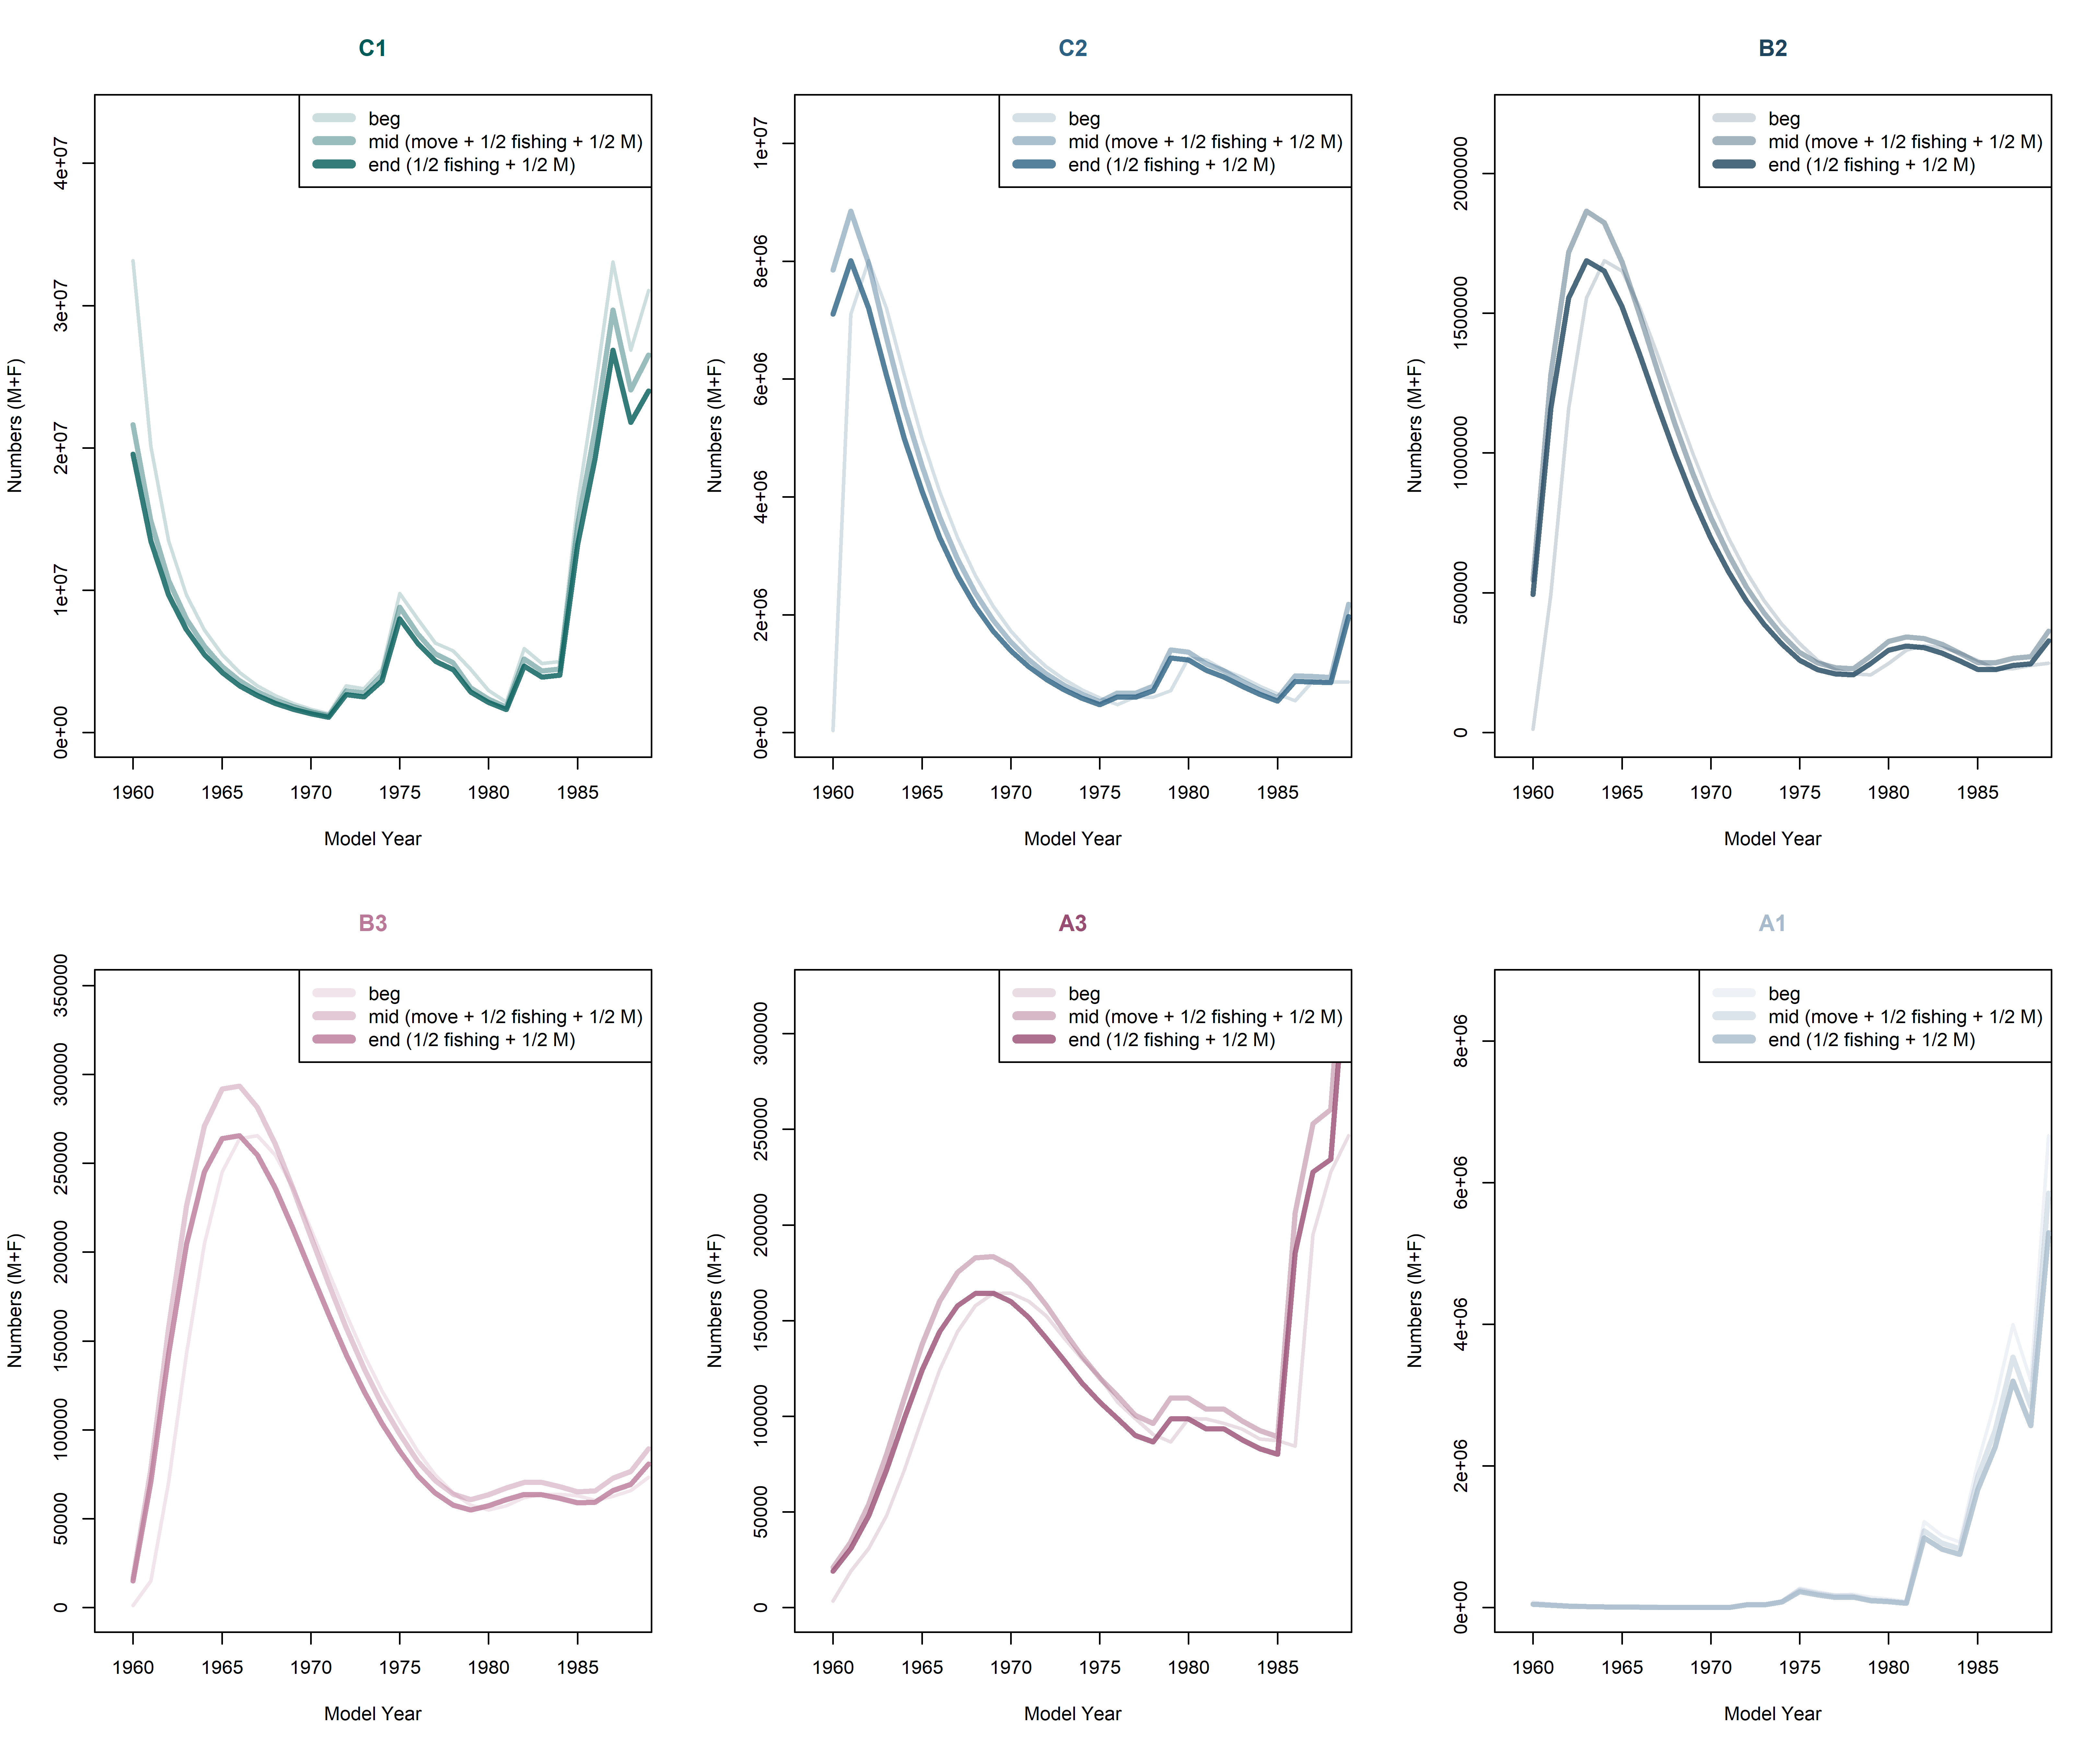 C1
beg
mid (move + 1/2 fishing + 1/2 M)
end (1/2 fishing + 1/2 M)
Numbers (M+F)
4e+07
3e+07
2e+07
1e+07
0e+00
1960 1965 1970 1975 1980 1985
Model Year
C2
beg
mid (move + 1/2 fishing + 1/2 M)
end (1/2 fishing + 1/2 M)
Numbers (M+F)
1e+07
8e+06
6e+06
4e+06
2e+06
0e+00
1960 1965 1970 1975 1980 1985
Model Year
B2
beg
mid (move + 1/2 fishing + 1/2 M)
end (1/2 fishing + 1/2 M)
Numbers (M+F)
2000000
1500000
1000000
500000
0
1960 1965 1970 1975 1980 1985
Model Year
B3
beg
mid (move + 1/2 fishing + 1/2 M)
end (1/2 fishing + 1/2 M)
Numbers (M+F)
350000
300000
250000
200000
150000
100000
50000
0
1960 1965 1970 1975 1980 1985
Model Year
A3
beg
mid (move + 1/2 fishing + 1/2 M)
end (1/2 fishing + 1/2 M)
Numbers (M+F)
300000
250000
200000
150000
100000
50000
0
1960 1965 1970 1975 1980 1985
Model Year
A1
beg
mid (move + 1/2 fishing + 1/2 M)
end (1/2 fishing + 1/2 M)
Numbers (M+F)
8e+06
6e+06
4e+06
2e+06
0e+00
1960 1965 1970 1975 1980 1985
Model Year